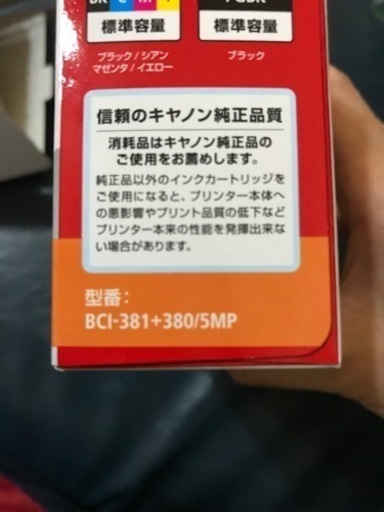 BK C M Y
PGBK
標準容量
標準容量
ブラック/シアン
マゼンタ/イエロー
ブラック
信頼のキヤノン純正品質
消耗品はキヤノン純正品の
ご使用をお薦めします。
純正品以外のインクカートリッジを
ご使用になると、プリンター本体へ
の悪影響やプリント品質の低下など
プリンター本来の性能を発揮出来な
い場合があります。
型番：
BCI-381+380/5MP